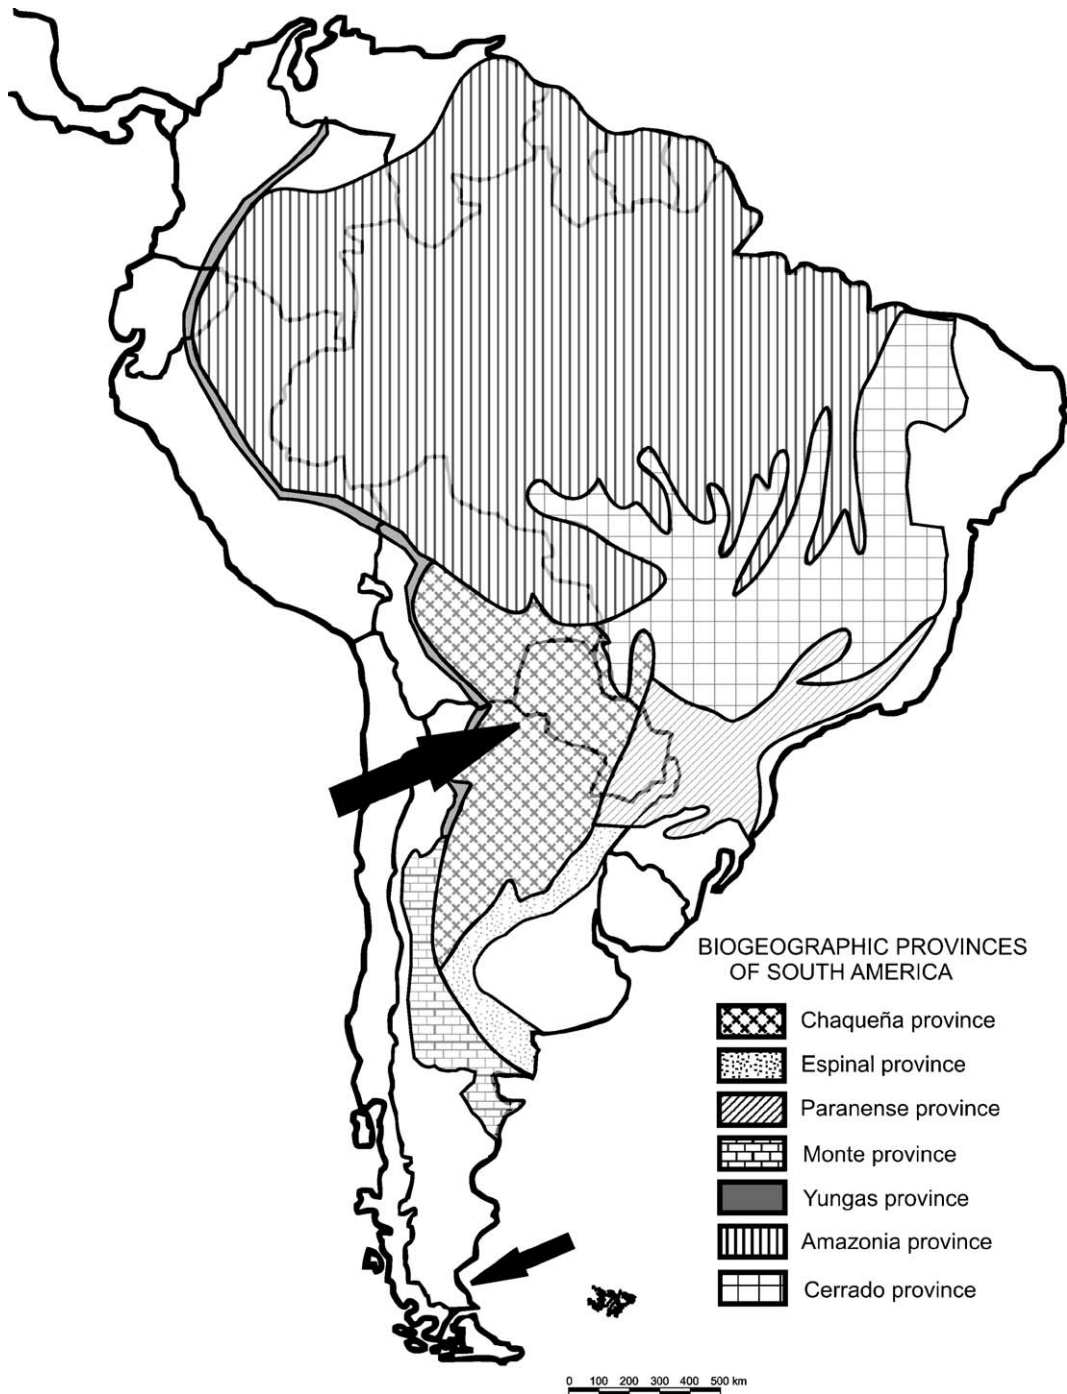 BIOGEOGRAPHIC PROVINCES
OF SOUTH AMERICA
Chaqueña province
Espinal province
Paranense province
Monte province
Yungas province
Amazonia province
Cerrado province
0 100 200 300 400 500 km